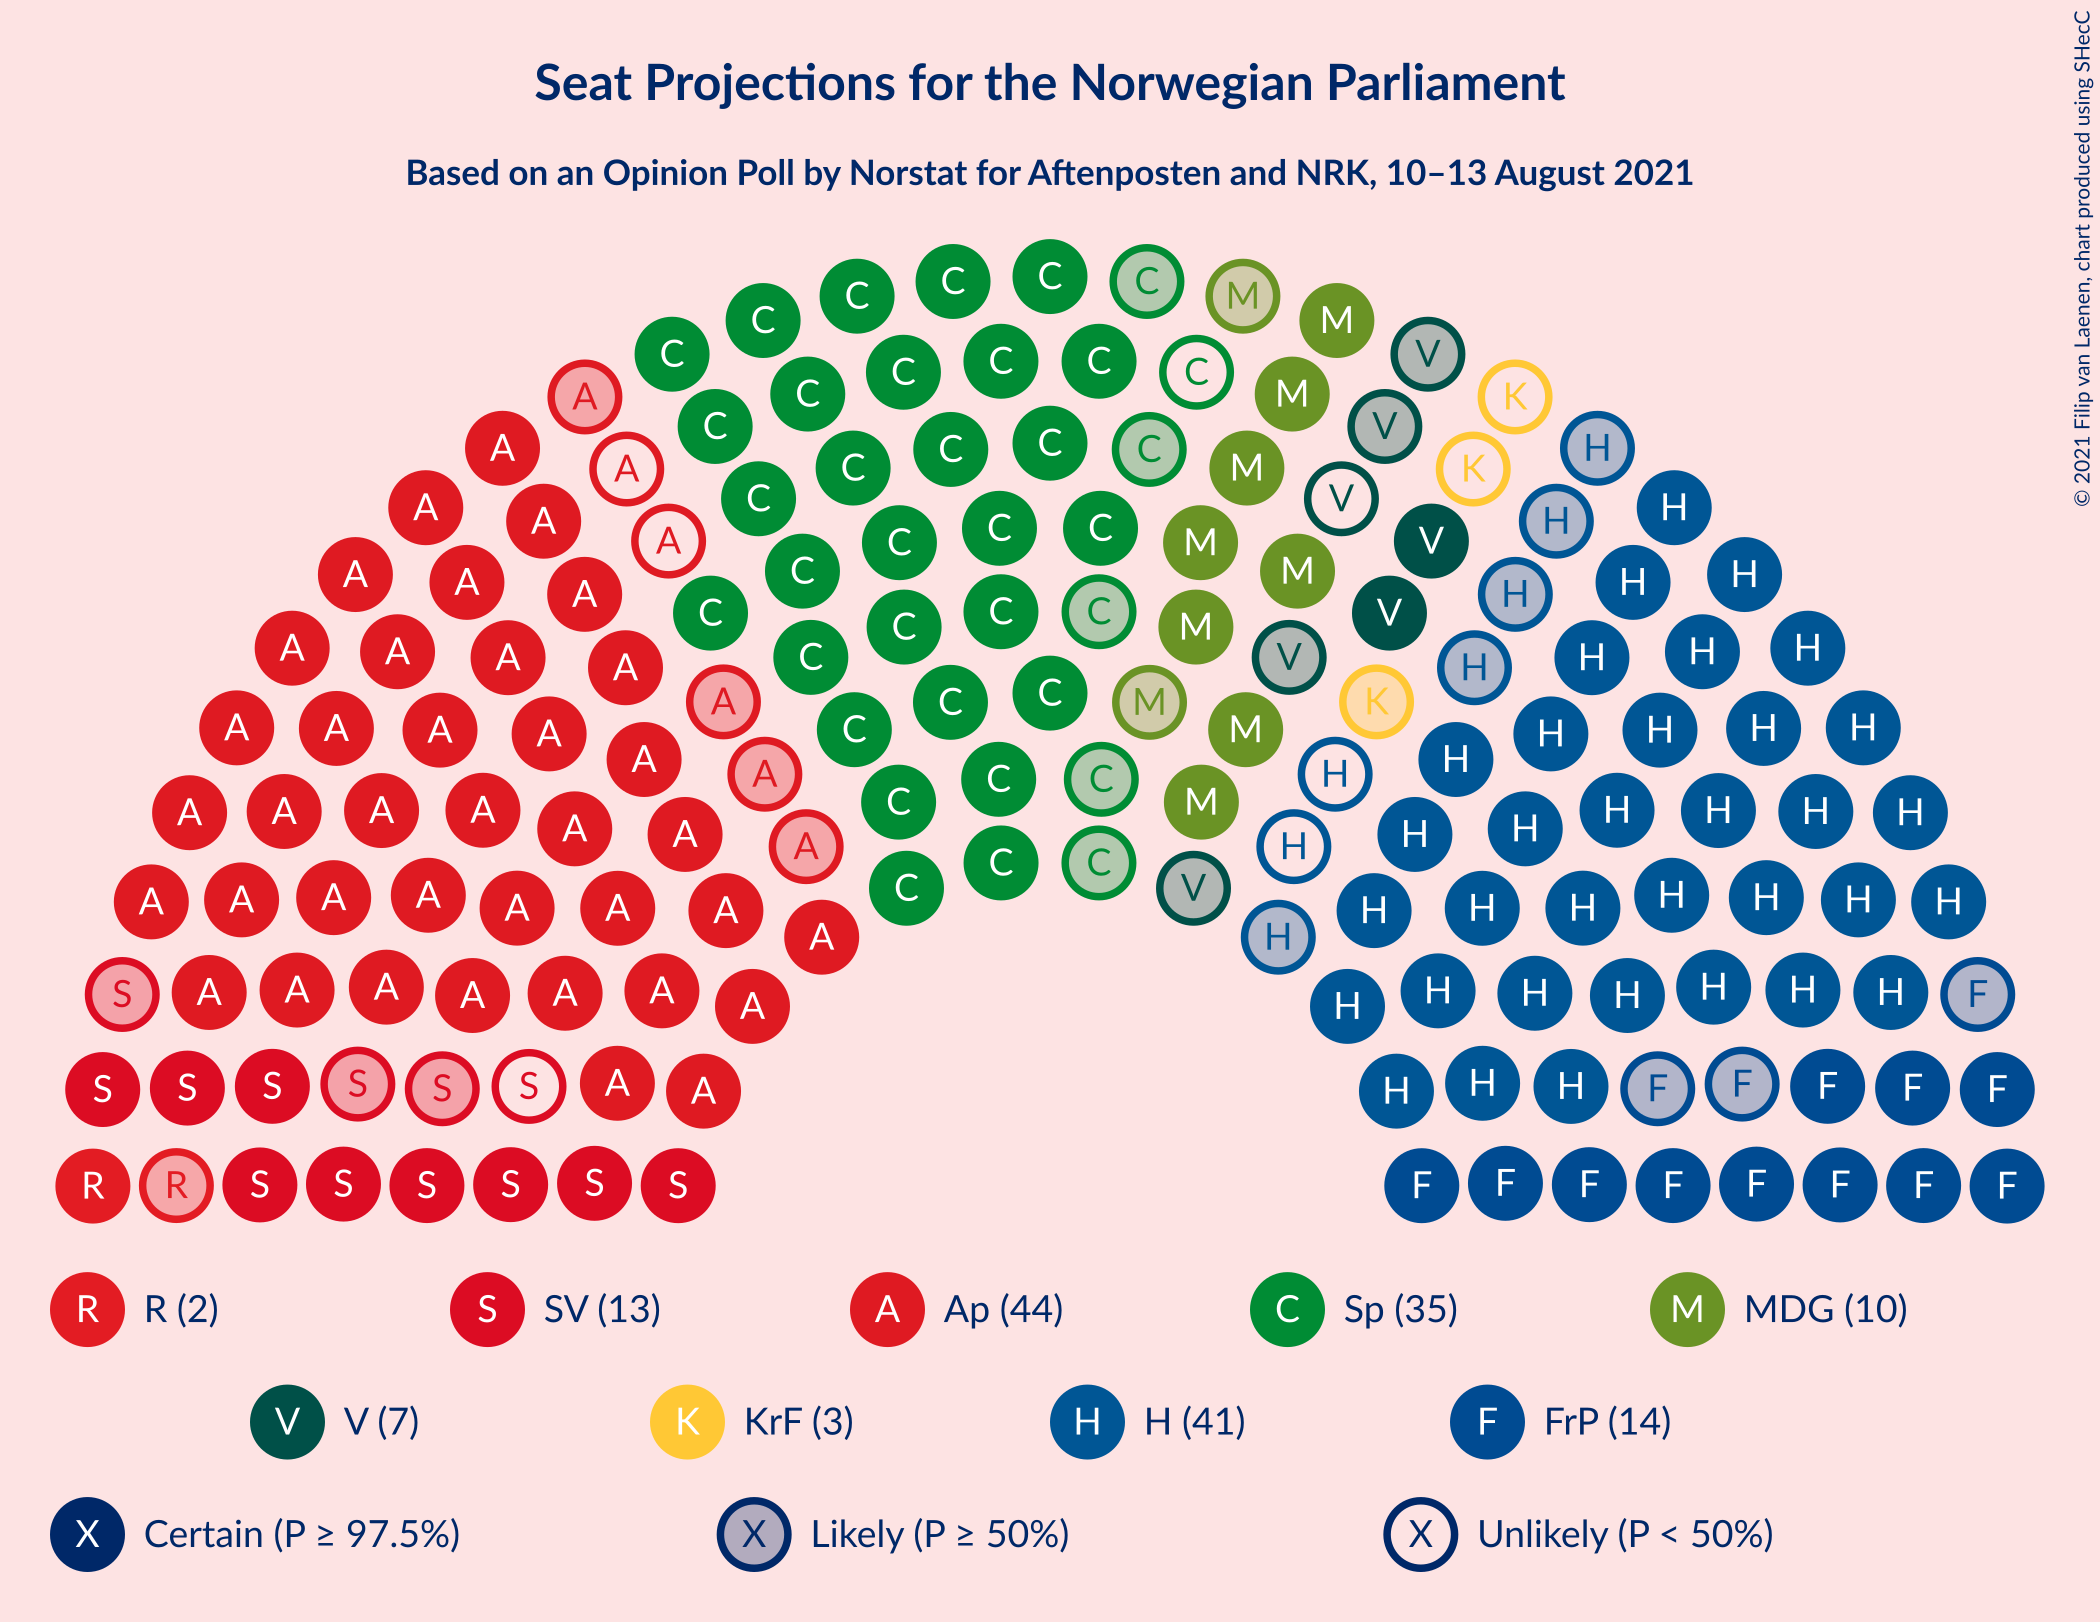 © 2021 Filip van Laenen, chart produced using SHecC
Seat Projections for the Norwegian Parliament
Based on an Opinion Poll by Norstat for Aftenposten and NRK, 10–13 August 2021
C C C C M
C M
C C C C C V
A C C M K
A C C C C C M V H
A K
A C V H
A A C C C M V H
A A A C M H H H
C C C C M V
A A A A C V H H H H
A C C M K
A A A A A C M H H H H H
A C C H
A A A A A A A C M H H H H H H H
A A A A A A A C C C V H H H H H H H
A H
S A A A A A A A H H H H H H H F
S S S S S S A A H H H F F F F F
R R S S S S S S F F F F F F F F
R R (2) S SV (13) A Ap (44) C Sp (35) M MDG (10)
V V (7) K KrF (3) H H (41) F FrP (14)
X Certain (P ≥ 97.5%) X Likely (P ≥ 50%) X Unlikely (P < 50%)